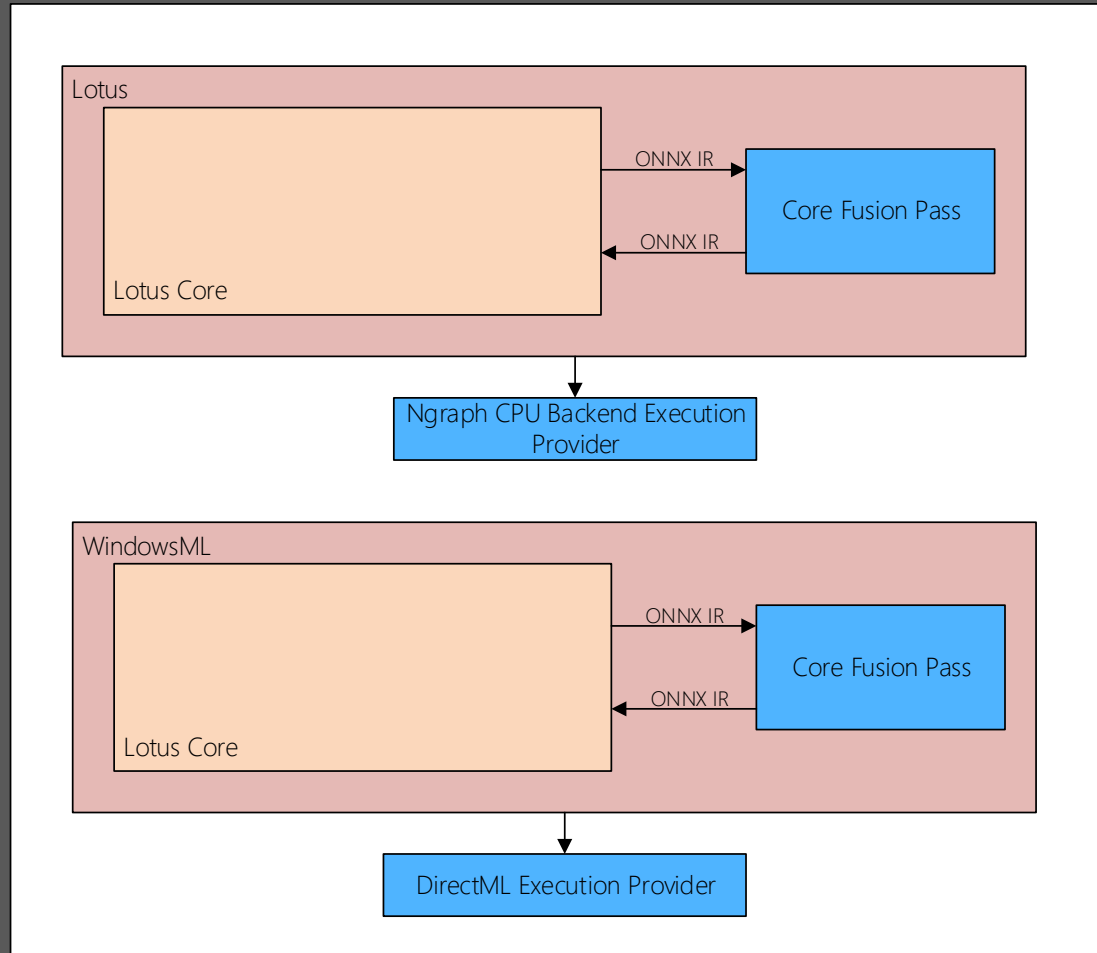 Lotus
ONNX IR
Core Fusion Pass
ONNX IR
Lotus Core
Ngraph CPU Backend Execution
Provider
WindowsML
ONNX IR
Core Fusion Pass
ONNX IR
Lotus Core
DirectML Execution Provider